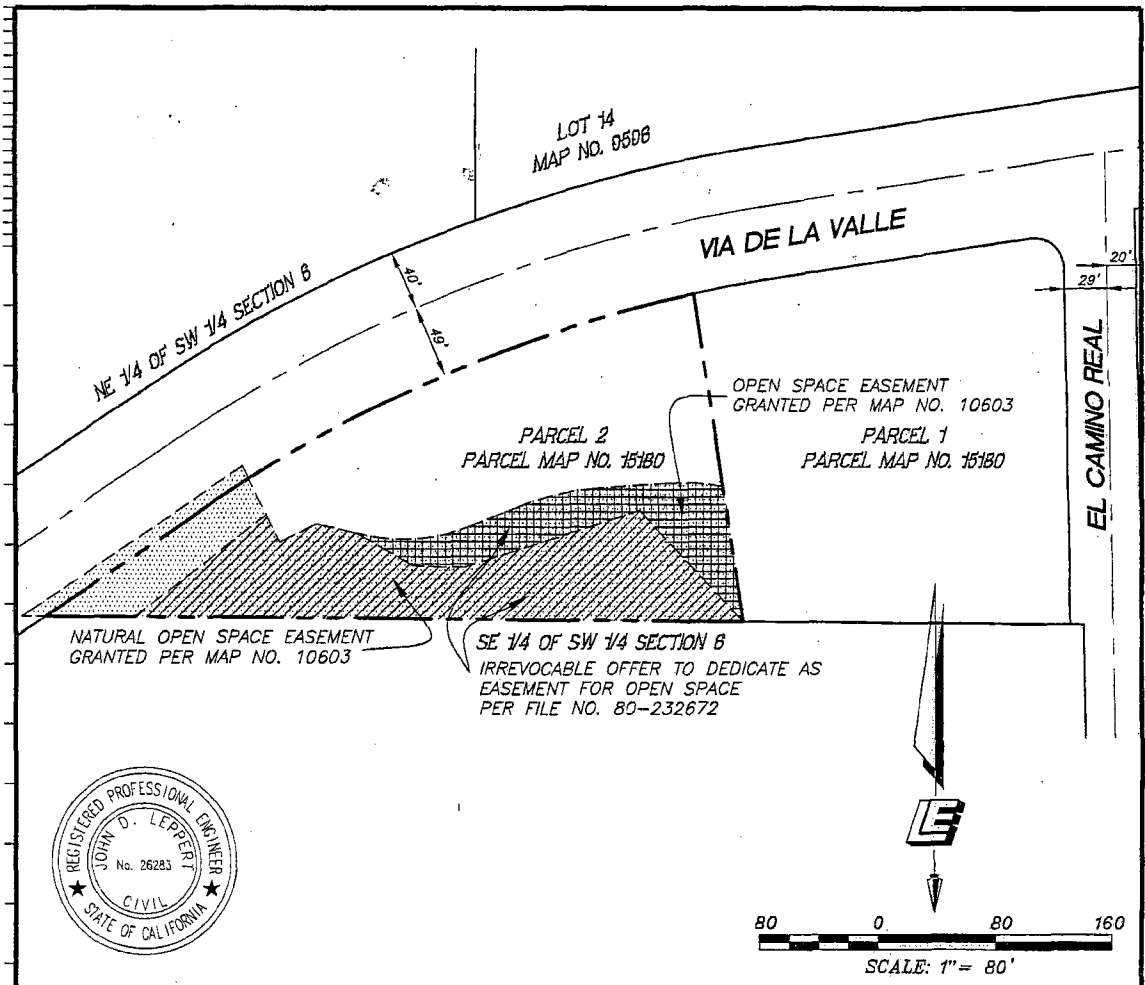 LOT 14
MAP NO. 9596
NE 1/4 OF SW 1/4 SECTION 6
VIA DE LA VALLE
40'
49'
20'
29'
EL CAMINO REAL
OPEN SPACE EASEMENT
GRANTED PER MAP NO. 10603
PARCEL 2
PARCEL MAP NO. 15180
PARCEL 1
PARCEL MAP NO. 15180
NATURAL OPEN SPACE EASEMENT
GRANTED PER MAP NO. 10603
SE 1/4 OF SW 1/4 SECTION 6
IRREVOCABLE OFFER TO DEDICATE AS
EASEMENT FOR OPEN SPACE
PER FILE NO. 80-232672
REGISTERED PROFESSIONAL ENGINEER
JOHN D. LEPPERT
No. 26283
CIVIL
STATE OF CALIFORNIA
LE
80 0 80 160
SCALE: 1"= 80'